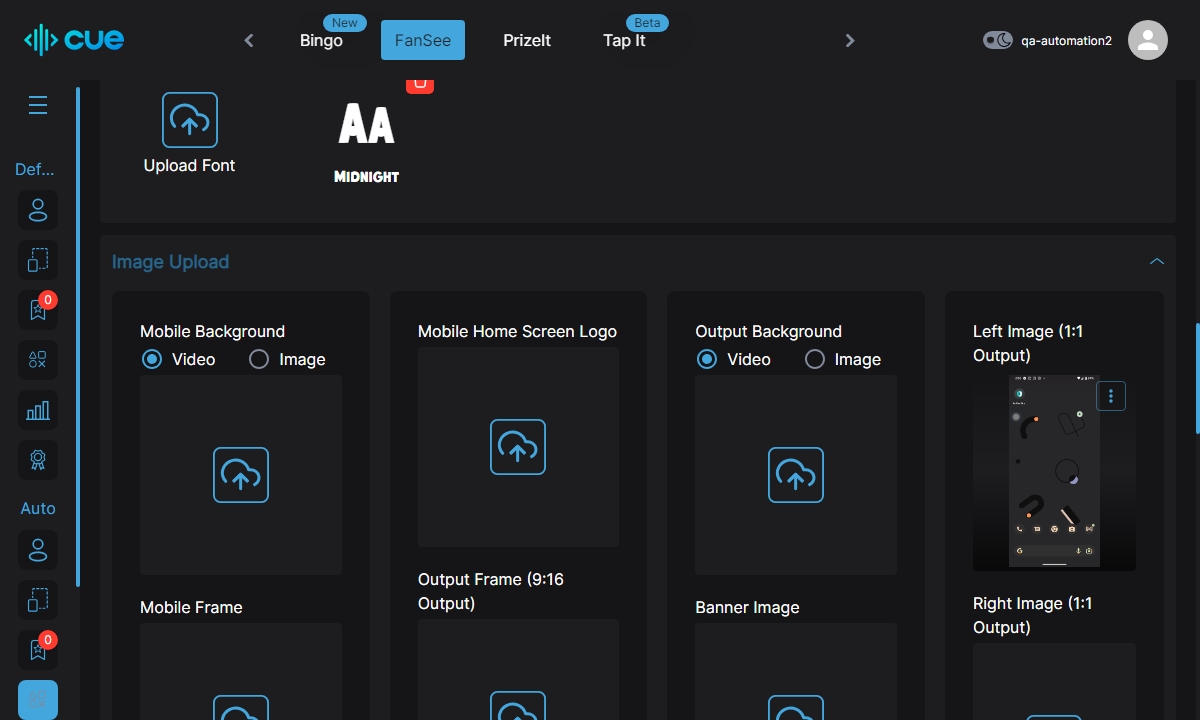 cue
New
Bingo
FanSee
PrizeIt
Beta
Tap It
qa-automation2
Def...
0
Auto
0
Upload Font
AA
MIDNIGHT
Image Upload
Mobile Background
Video
Image
Mobile Home Screen Logo
Output Background
Video
Image
Left Image (1:1
Output)
Mobile Frame
Output Frame (9:16
Output)
Banner Image
Right Image (1:1
Output)